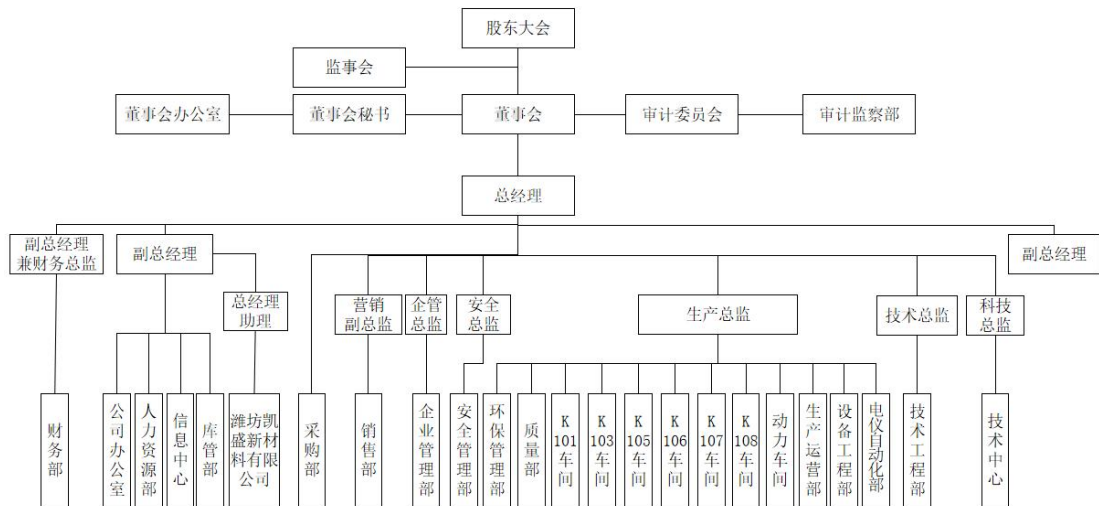 股东大会
监事会
董事会办公室
董事会秘书
董事会
审计委员会
审计监察部
总经理
副总经理
兼财务总监
副总经理
副总经理
总经理
助理
营销
副总监
企管
总监
安全
总监
生产总监
技术总监
科技
总监
财务部
公司办公室
人力资源部
信息中心
库管部
潍坊凯
盛新材
料有限
公司
采购部
销售部
企业管理部
安全管理部
环保管理部
质量部
K101车间
K103车间
K105车间
K106车间
K107车间
K108车间
动力车间
生产运营部
设备工程部
电仪自动化部
技术工程部
技术中心